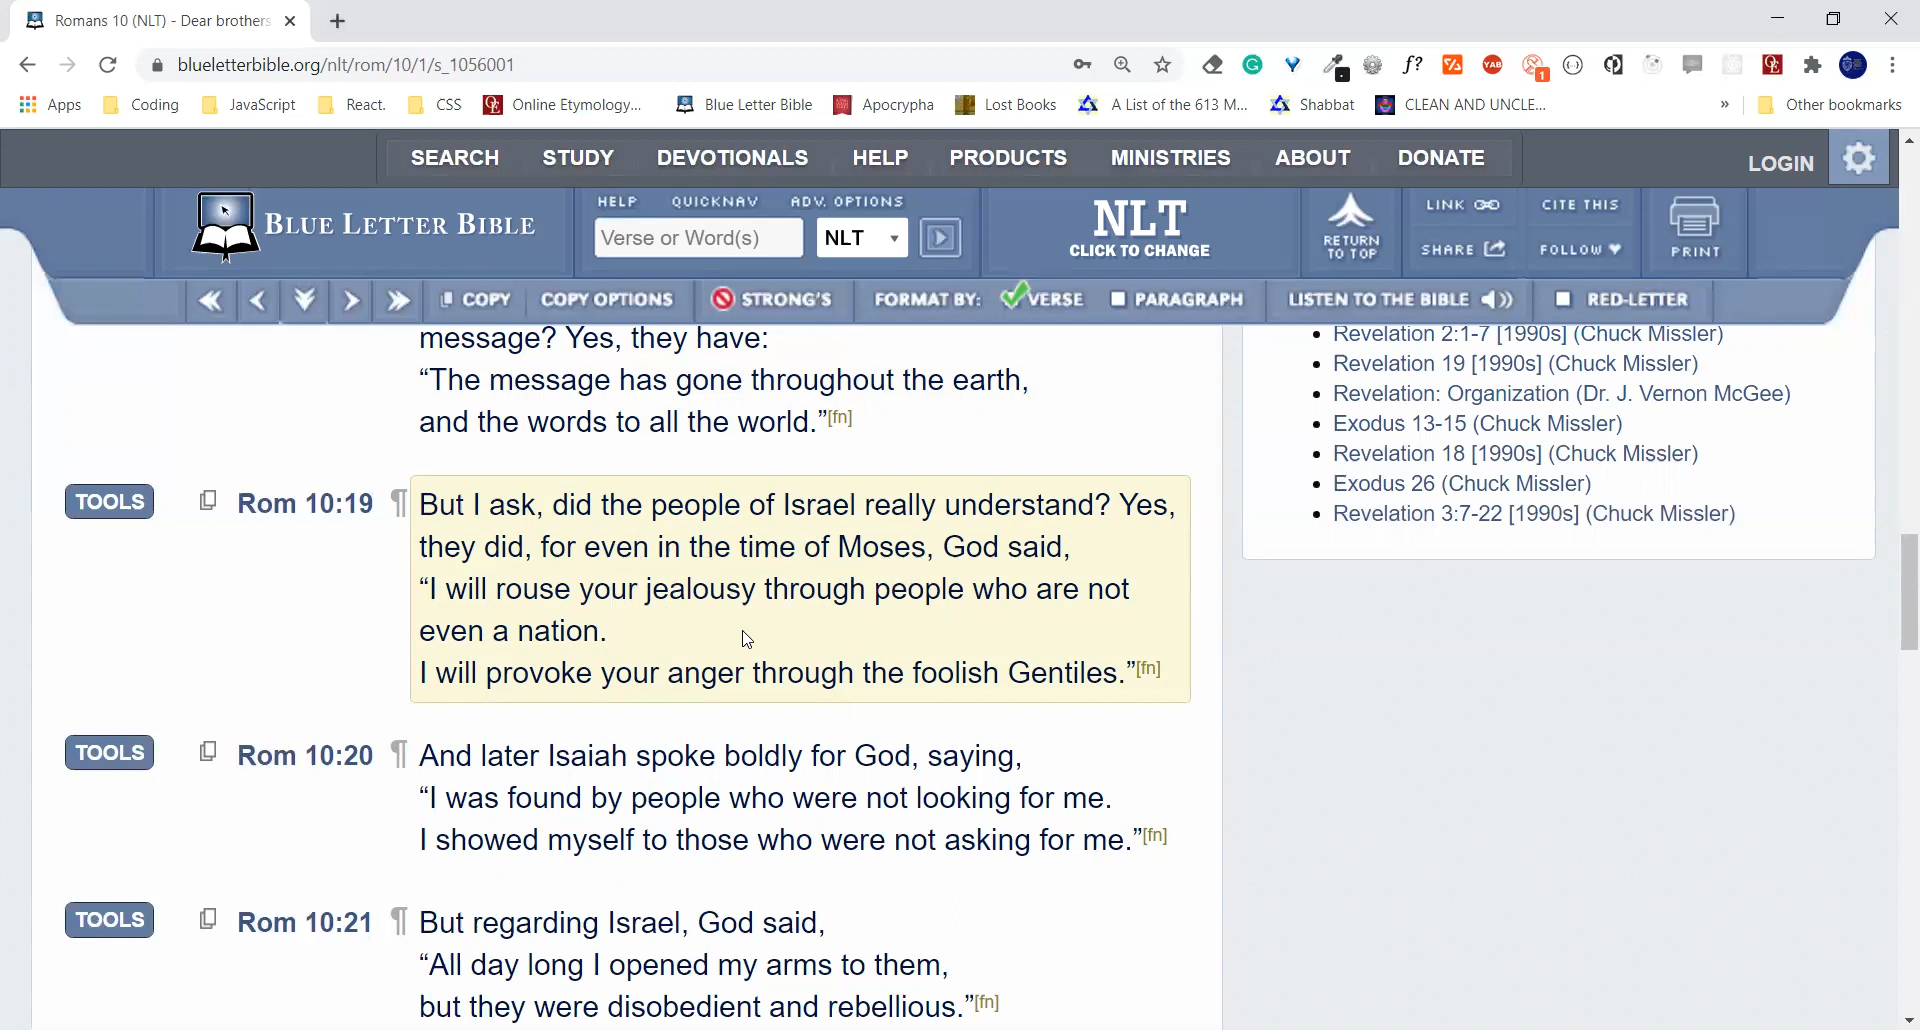 Romans 10 (NLT) - Dear brothers
blueletterbible.org/nlt/rom/10/1/s_1056001
Apps Coding JavaScript React. CSS Online Etymology... Blue Letter Bible Apocrypha Lost Books A List of the 613 M... Shabbat CLEAN AND UNCLE... » Other bookmarks
SEARCH STUDY DEVOTIONALS HELP PRODUCTS MINISTRIES ABOUT DONATE LOGIN
BLUE LETTER BIBLE
HELP QUICKNAV ADV. OPTIONS
Verse or Word(s) NLT
NLT
CLICK TO CHANGE
RETURN
TO TOP
LINK CITE THIS
SHARE FOLLOW
PRINT
COPY COPY OPTIONS STRONG'S FORMAT BY: VERSE PARAGRAPH LISTEN TO THE BIBLE RED-LETTER
message? Yes, they have:
“The message has gone throughout the earth,
and the words to all the world.”[fn]
TOOLS Rom 10:19 ¶ But I ask, did the people of Israel really understand? Yes,
they did, for even in the time of Moses, God said,
“I will rouse your jealousy through people who are not
even a nation.
I will provoke your anger through the foolish Gentiles.”[fn]
TOOLS Rom 10:20 ¶ And later Isaiah spoke boldly for God, saying,
“I was found by people who were not looking for me.
I showed myself to those who were not asking for me.”[fn]
TOOLS Rom 10:21 ¶ But regarding Israel, God said,
“All day long I opened my arms to them,
but they were disobedient and rebellious.”[fn]
• Revelation 2:1-7 [1990s] (Chuck Missler)
• Revelation 19 [1990s] (Chuck Missler)
• Revelation: Organization (Dr. J. Vernon McGee)
• Exodus 13-15 (Chuck Missler)
• Revelation 18 [1990s] (Chuck Missler)
• Exodus 26 (Chuck Missler)
• Revelation 3:7-22 [1990s] (Chuck Missler)